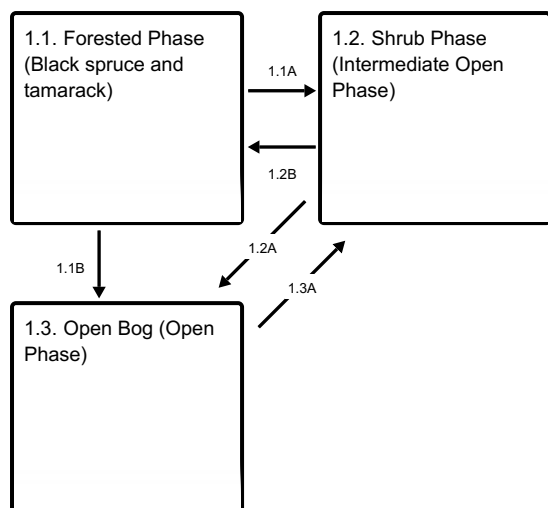 1.1. Forested Phase
(Black spruce and
tamarack)
1.1A
1.2. Shrub Phase
(Intermediate Open
Phase)
1.2B
1.1B
1.2A
1.3A
1.3. Open Bog (Open
Phase)